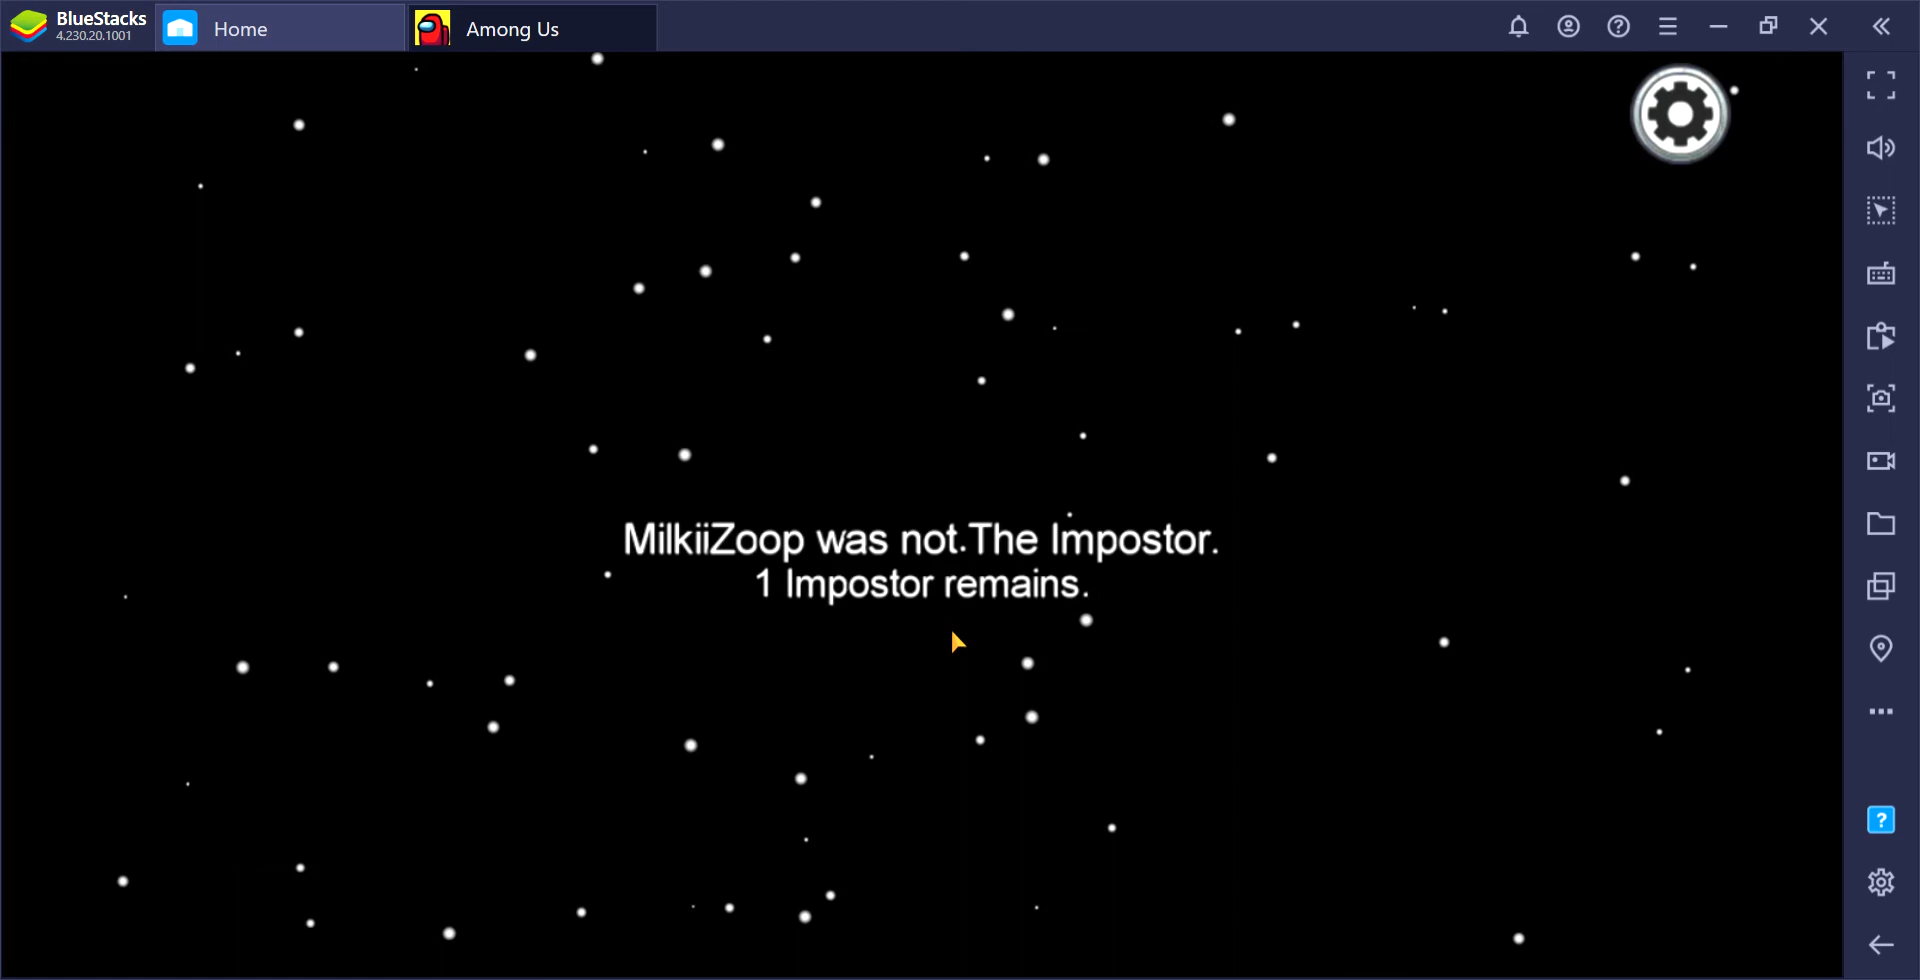 BlueStacks
4.230.20.1001
Home
Among Us
MilkiiZoop was not The Impostor.
1 Impostor remains.
?